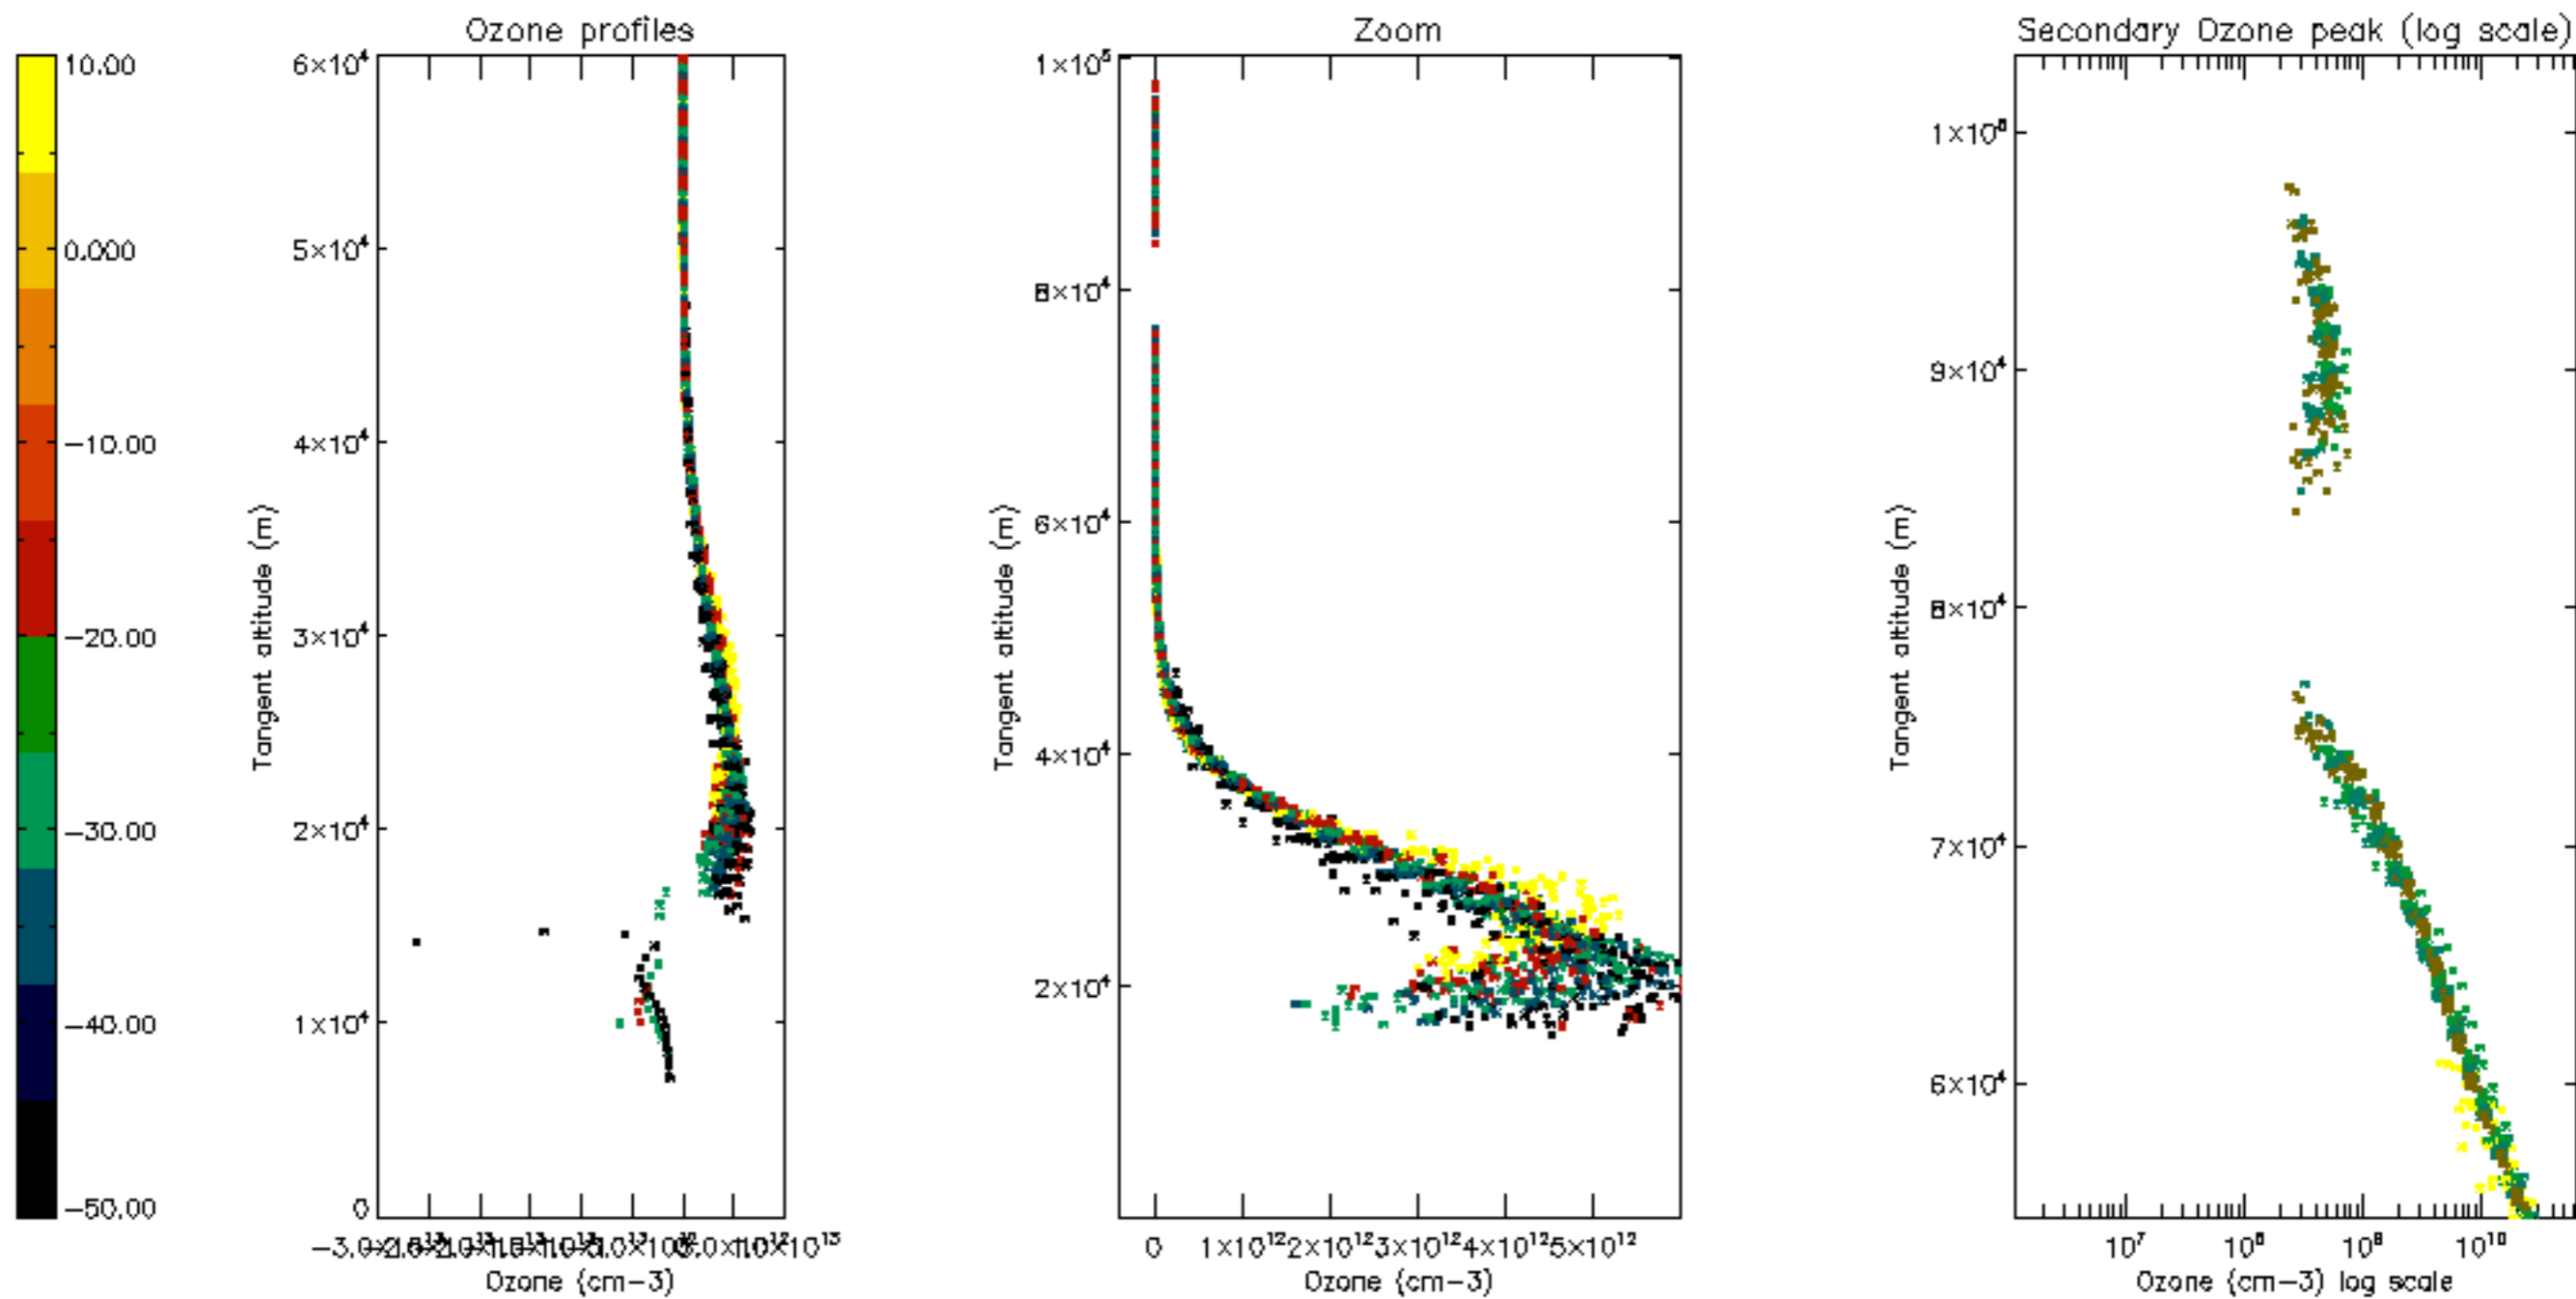 Ozone profiles
Zoom
Secondary Ozone peak (log scale)
10.00
0.000
−10.00
−20.00
−30.00
−40.00
−50.00
6×10⁴
5×10⁴
4×10⁴
3×10⁴
2×10⁴
1×10⁴
0
Tangent altitude (m)
Ozone (cm−3)
1×10⁵
8×10⁴
6×10⁴
4×10⁴
2×10⁴
Tangent altitude (m)
0 1×10¹² 2×10¹² 3×10¹² 4×10¹² 5×10¹²
Ozone (cm−3)
9×10⁴
8×10⁴
7×10⁴
6×10⁴
Tangent altitude (m)
10⁷ 10⁸ 10⁹ 10¹⁰
Ozone (cm−3) log scale